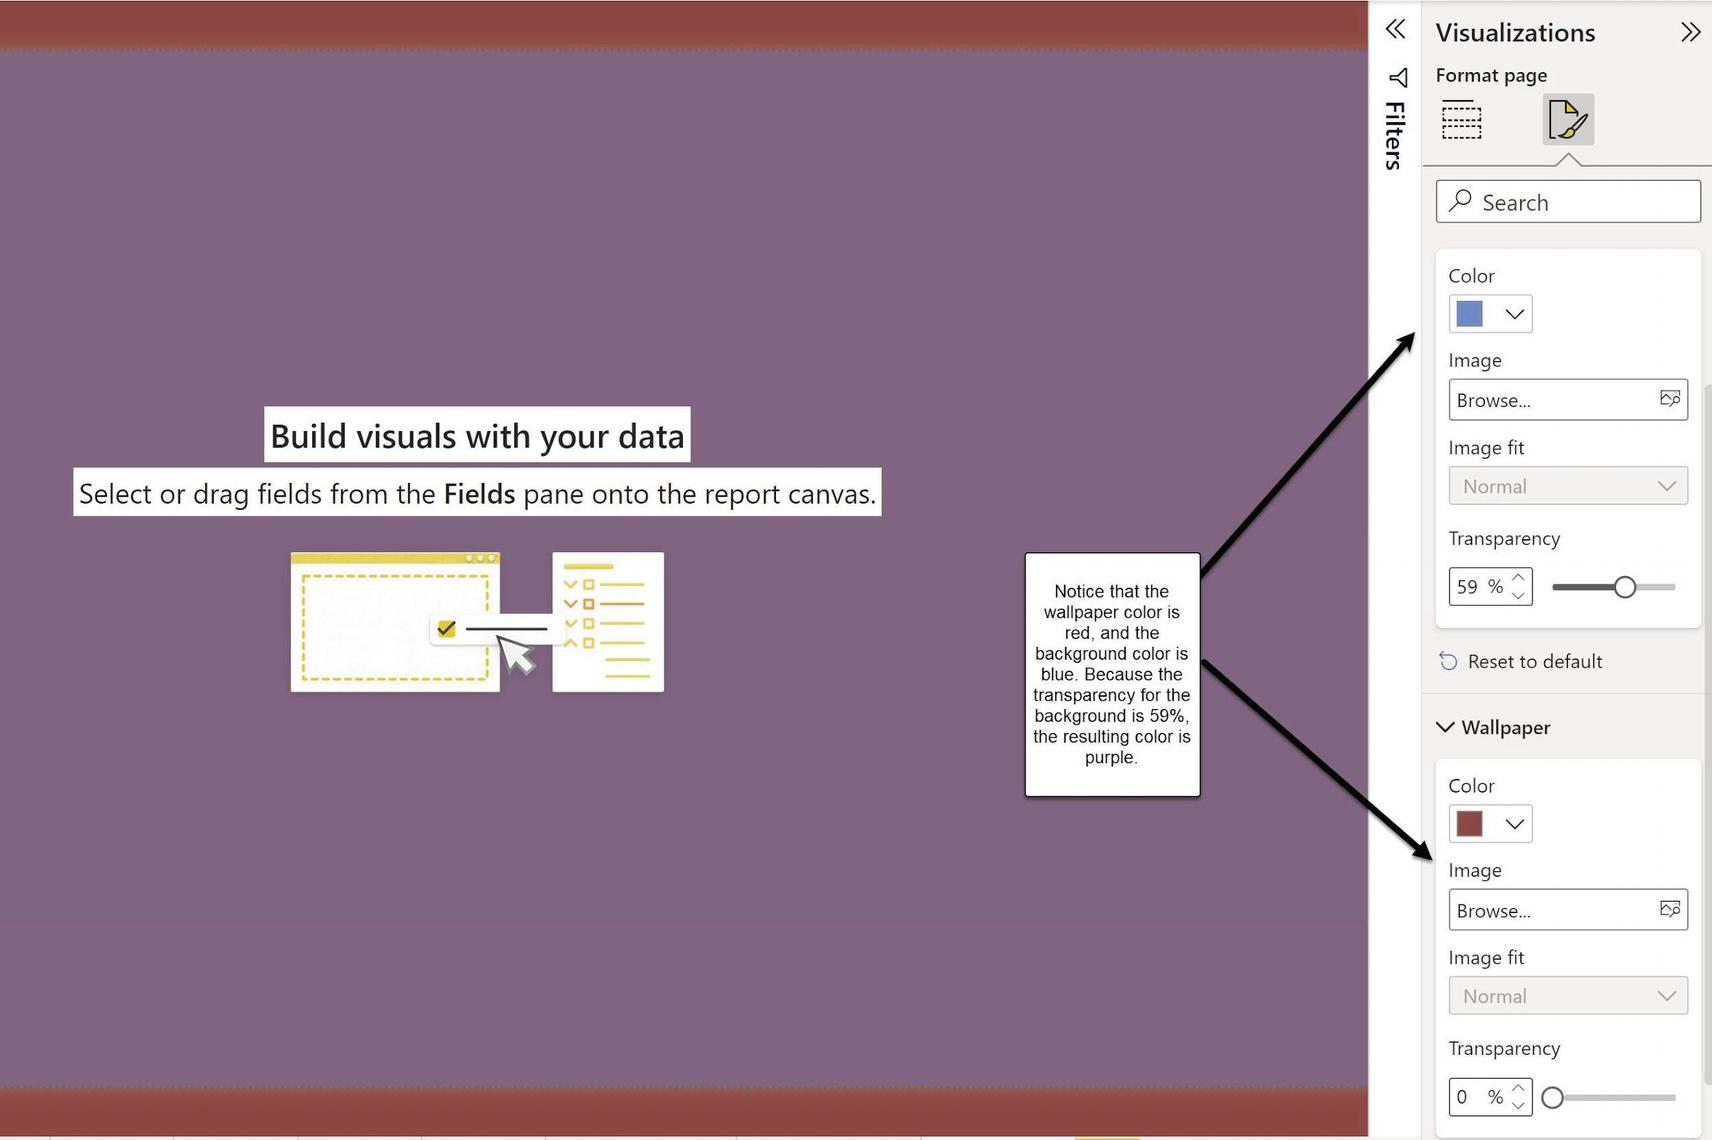 Build visuals with your data
Select or drag fields from the Fields pane onto the report canvas.
Notice that the
wallpaper color is
red, and the
background color is
blue. Because the
transparency for the
background is 59%,
the resulting color is
purple.
Filters
Visualizations
Format page
Search
Color
Image
Browse...
Image fit
Normal
Transparency
59 %
Reset to default
Wallpaper
Color
Image
Browse...
Image fit
Normal
Transparency
0 %